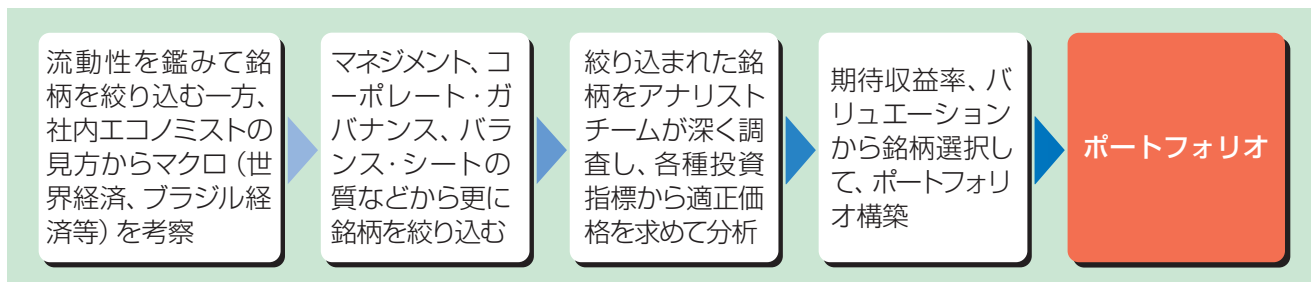 流動性を鑑みて銘
柄を絞り込む一方、
社内エコノミストの
見方からマクロ（世
界経済、ブラジル経
済等）を考察
マネジメント、コ
ーポレート・ガ
バナンス、バラ
ンス・シートの
質などから更に
銘柄を絞り込む
絞り込まれた銘
柄をアナリスト
チームが深く調
査し、各種投資
指標から適正価
格を求めて分析
期待収益率、バ
リュエーション
から銘柄選択し
て、ポートフォリ
オ構築
ポートフォリオ